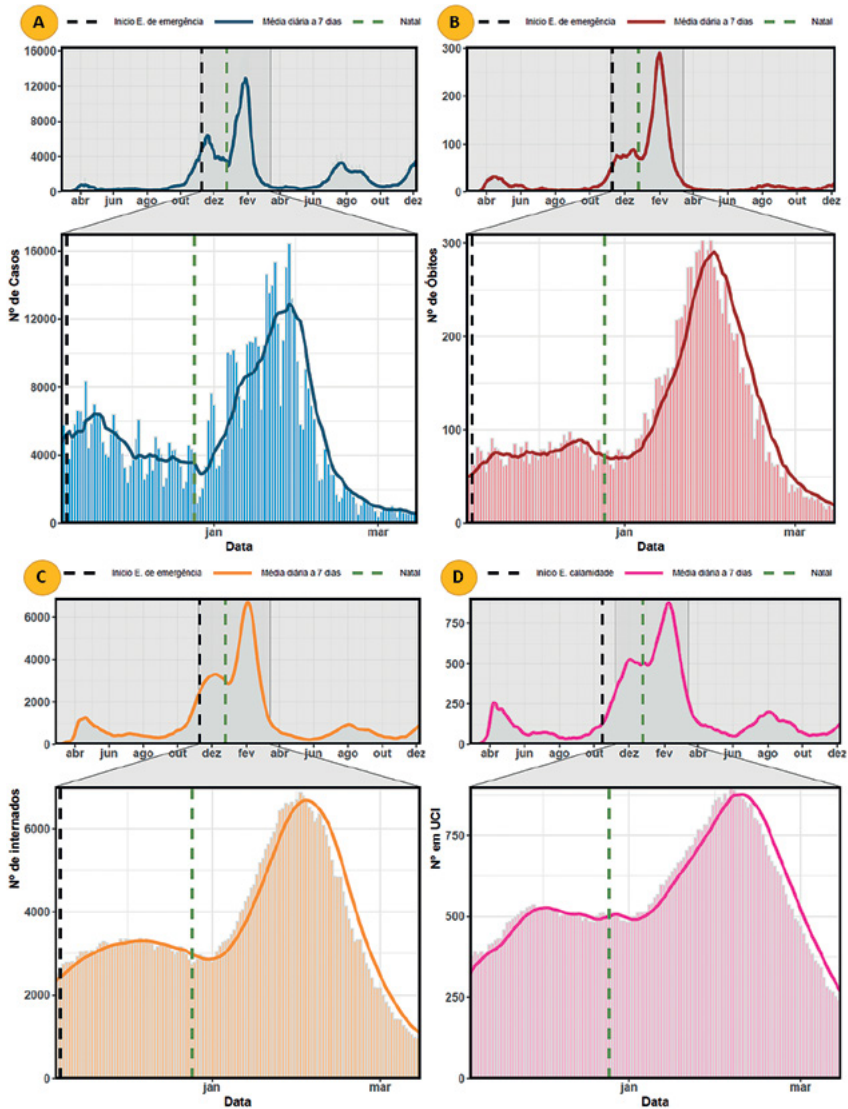 A Inicio E. de emergência Média diária a 7 dias Natal
16000
12000
8000
4000
0
abr jun ago out dez fev abr jun ago out dez
Nº de Casos
16000
12000
8000
4000
0
jan mar
Data
B Inicio E. de emergência Média diária a 7 dias Natal
300
200
100
0
abr jun ago out dez fev abr jun ago out dez
Nº de Óbitos
300
200
100
0
jan mar
Data
C Inicio E. de emergência Média diária a 7 dias Natal
6000
4000
2000
0
abr jun ago out dez fev abr jun ago out dez
Nº de internados
6000
4000
2000
0
jan mar
Data
D Início E. calamidade Média diária a 7 dias Natal
750
500
250
0
abr jun ago out dez fev abr jun ago out dez
Nº em UCI
750
500
250
0
jan mar
Data